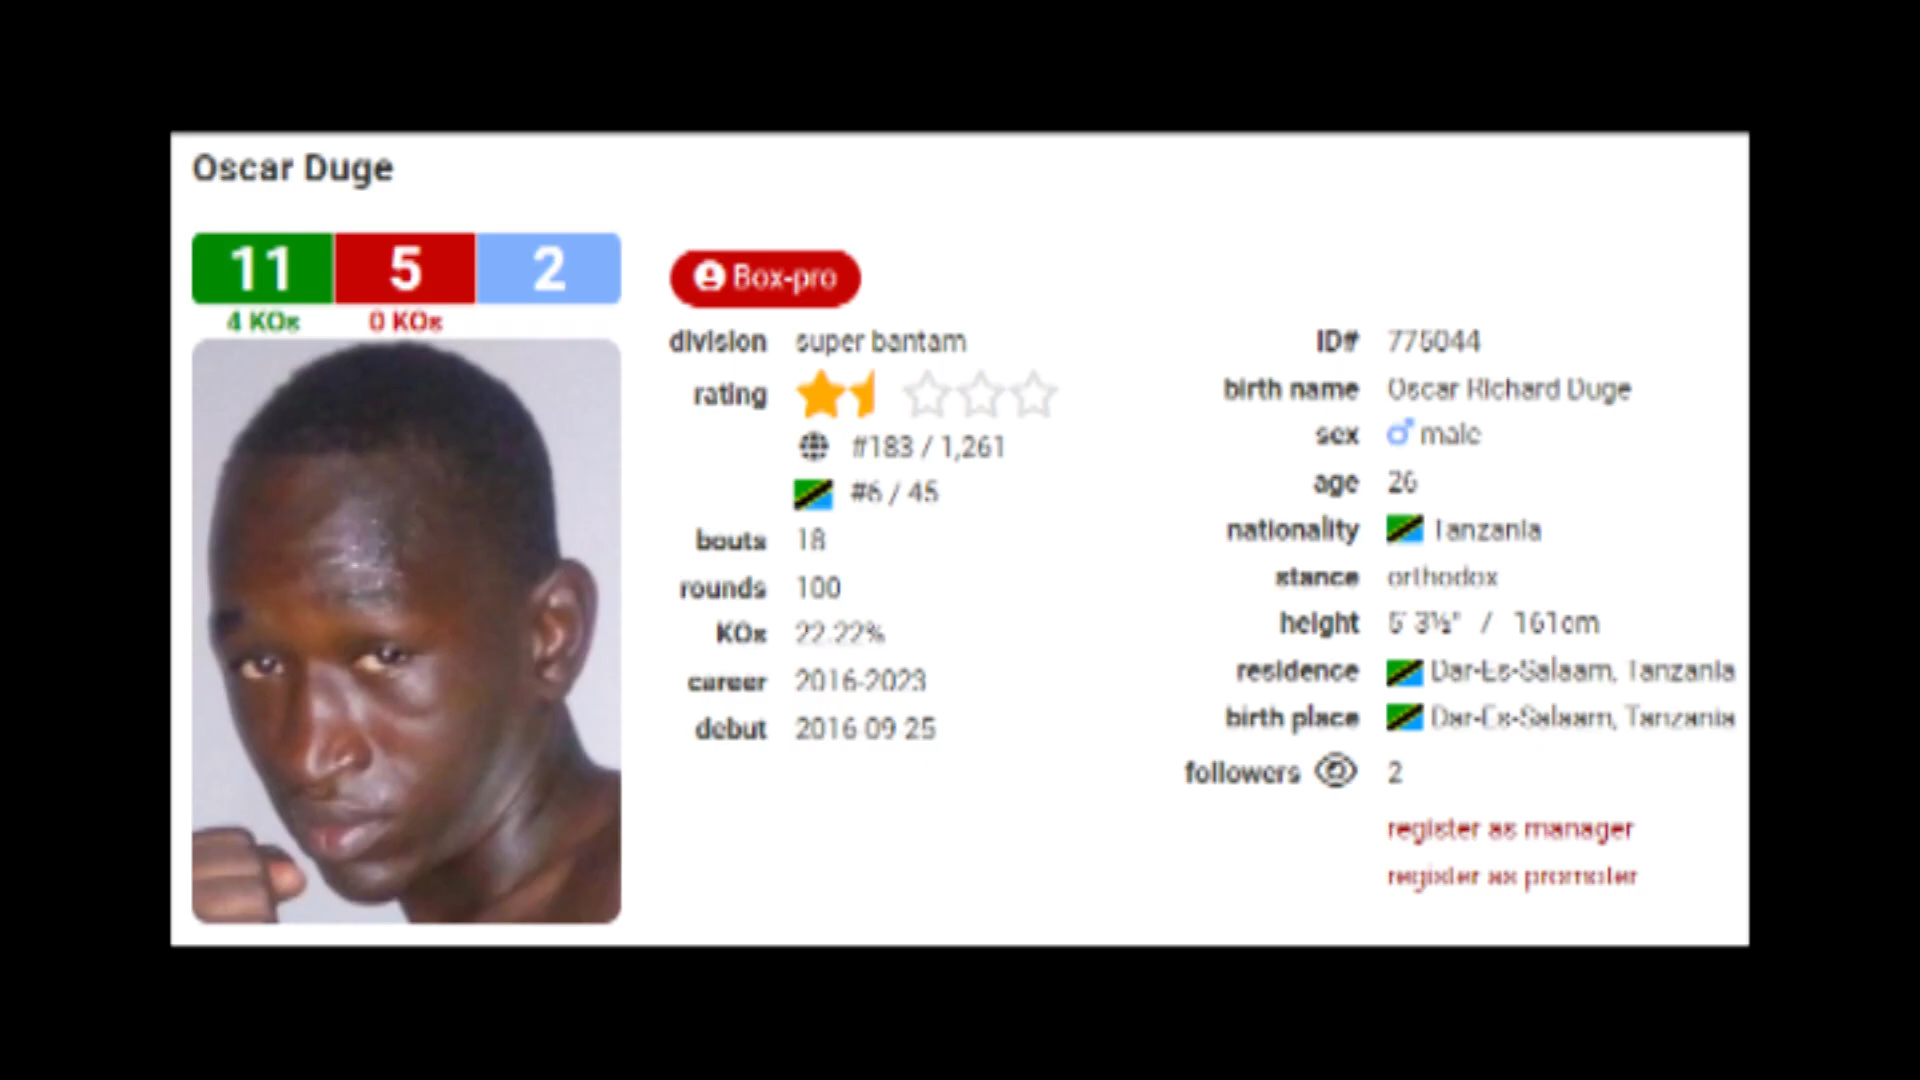 Oscar Duge
11 5 2
4 KOs 0 KOs
Box-pro
division super bantam
rating
#183 / 1,261
#6 / 45
bouts 18
rounds 100
KOs 22.22%
career 2016-2023
debut 2016 09 25
ID# 775044
birth name Oscar Richard Duge
sex male
age 26
nationality Tanzania
stance orthodox
height 5′ 3½″ / 161cm
residence Dar-Es-Salaam, Tanzania
birth place Dar-Es-Salaam, Tanzania
followers 2
register as manager
register as promoter